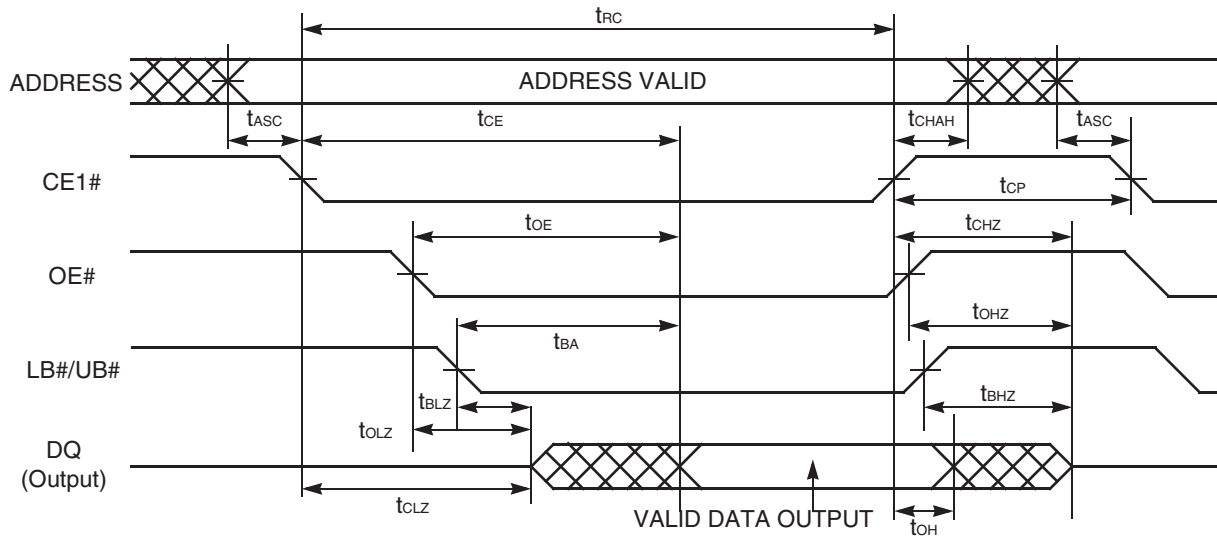 tRC
ADDRESS
ADDRESS VALID
tASC
tCE
tCHAH
tASC
CE1#
tCP
tOE
tCHZ
OE#
tOHZ
tBA
LB#/UB#
tBLZ
tBHZ
tOLZ
DQ
(Output)
tCLZ
VALID DATA OUTPUT
tOH